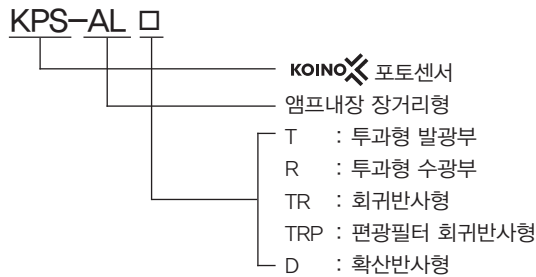 KPS-AL □
KOINO 포토센서
앰프내장 장거리형
T : 투과형 발광부
R : 투과형 수광부
TR : 회귀반사형
TRP : 편광필터 회귀반사형
D : 확산반사형